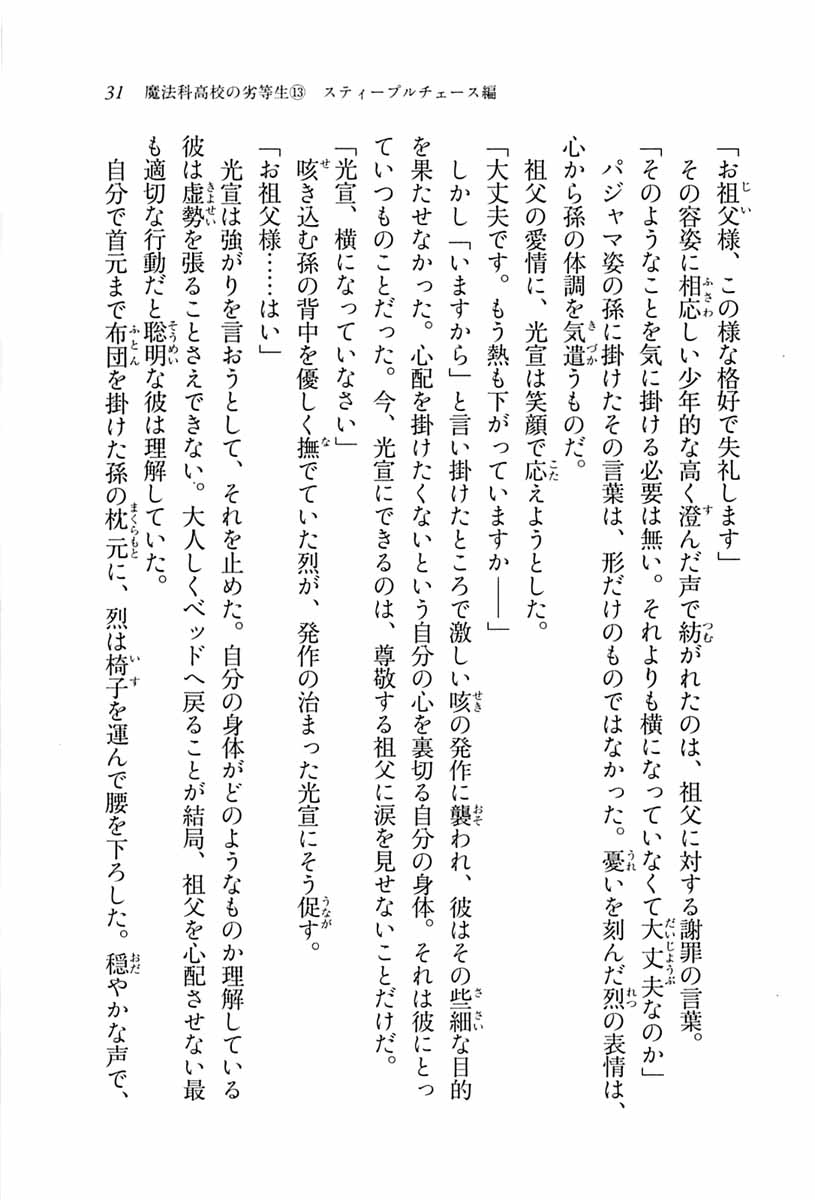 31　魔法科高校の劣等生⑬　スティープルチェース編
「お祖父様、この様な格好で失礼します」
その容姿に相応しい少年的な高く澄んだ声で紡がれたのは、祖父に対する謝罪の言葉。
「そのようなことを気に掛ける必要は無い。それよりも横になっていなくて大丈夫なのか」
パジャマ姿の孫に掛けたその言葉は、形だけのものではなかった。憂いを刻んだ烈の表情は、
心から孫の体調を気遣うものだ。
祖父の愛情に、光宣は笑顔で応えようとした。
「大丈夫です。もう熱も下がっていますか――」
しかし「いますから」と言い掛けたところで激しい咳の発作に襲われ、彼はその些細な目的
を果たせなかった。心配を掛けたくないという自分の心を裏切る自分の身体。それは彼にとっ
ていつものことだった。今、光宣にできるのは、尊敬する祖父に涙を見せないことだけだ。
「光宣、横になっていなさい」
咳き込む孫の背中を優しく撫でていた烈が、発作の治まった光宣にそう促す。
「お祖父様……はい」
光宣は強がりを言おうとして、それを止めた。自分の身体がどのようなものか理解している
彼は虚勢を張ることさえできない。大人しくベッドへ戻ることが結局、祖父を心配させない最
も適切な行動だと聡明な彼は理解していた。
自分で首元まで布団を掛けた孫の枕元に、烈は椅子を運んで腰を下ろした。穏やかな声で、